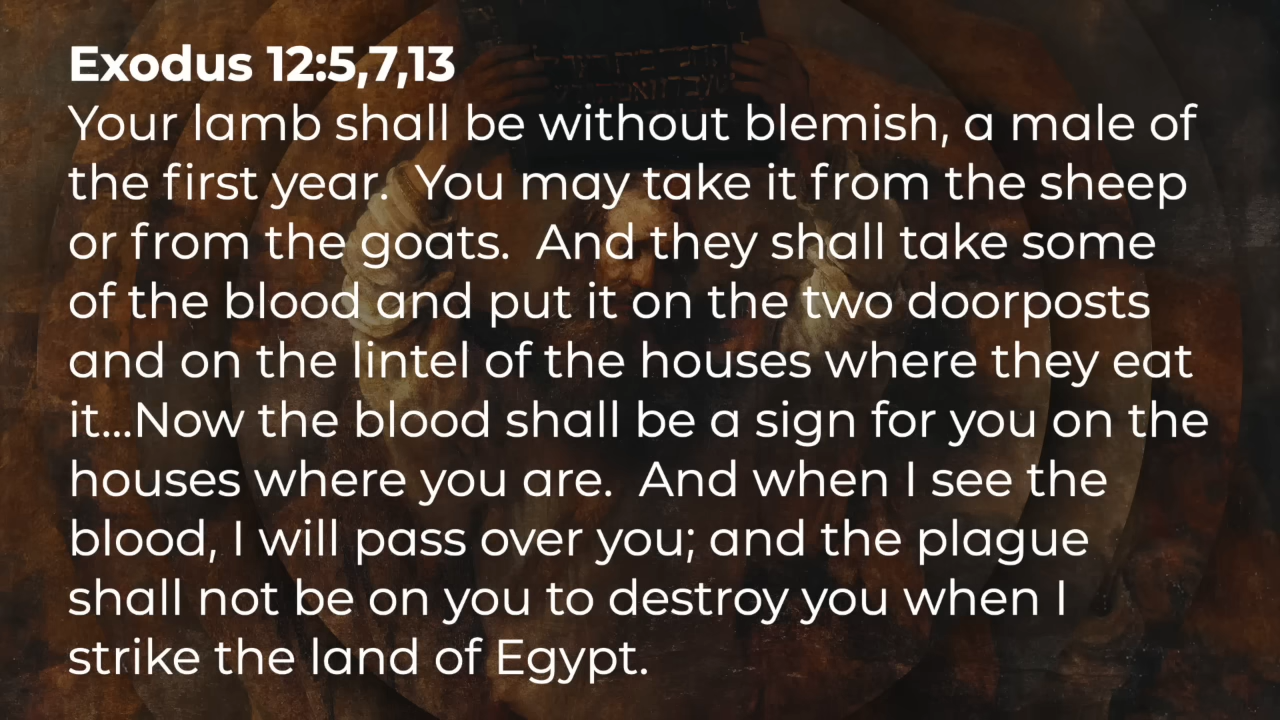 Exodus 12:5,7,13
Your lamb shall be without blemish, a male of
the first year.  You may take it from the sheep
or from the goats.  And they shall take some
of the blood and put it on the two doorposts
and on the lintel of the houses where they eat
it...Now the blood shall be a sign for you on the
houses where you are.  And when I see the
blood, I will pass over you; and the plague
shall not be on you to destroy you when I
strike the land of Egypt.